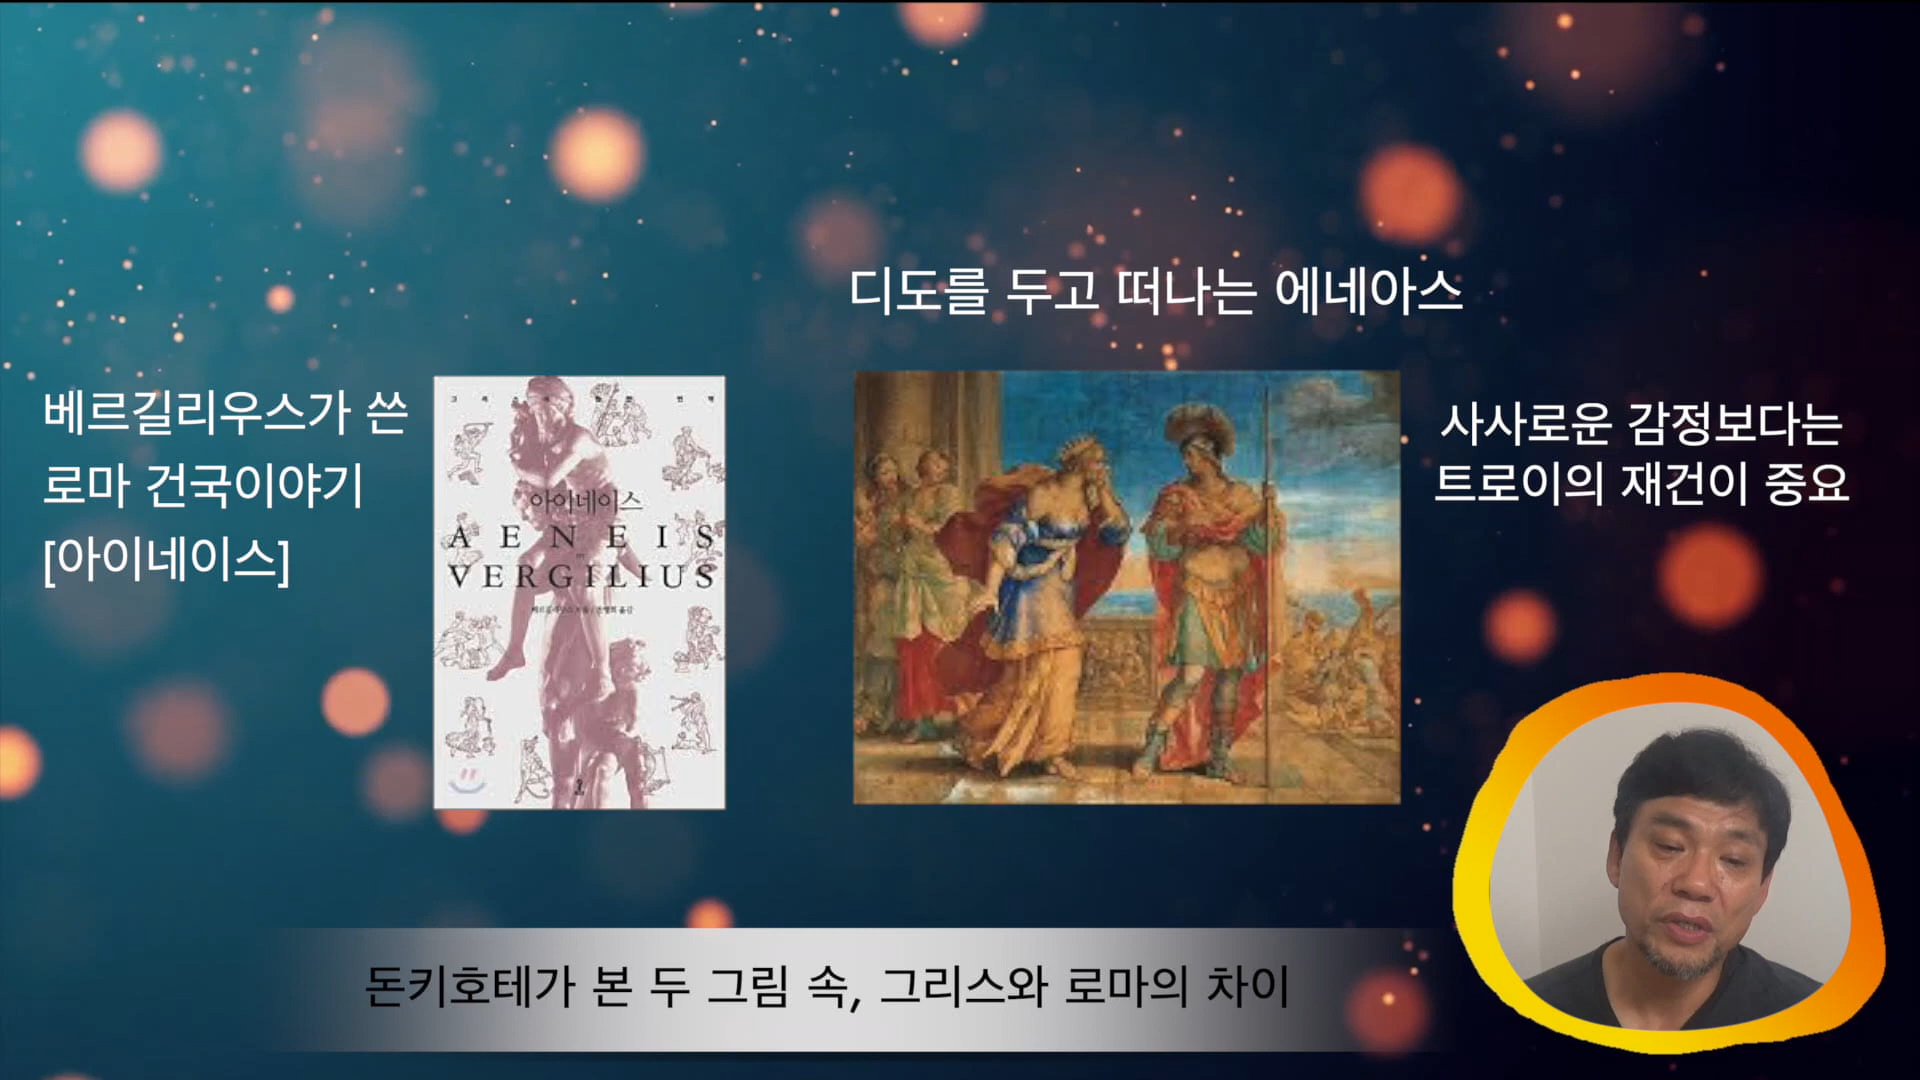 디도를 두고 떠나는 에네아스
베르길리우스가 쓴
로마 건국이야기
[아이네이스]
아이네이스
AENEIS
VERGILIUS
사사로운 감정보다는
트로이의 재건이 중요
돈키호테가 본 두 그림 속, 그리스와 로마의 차이